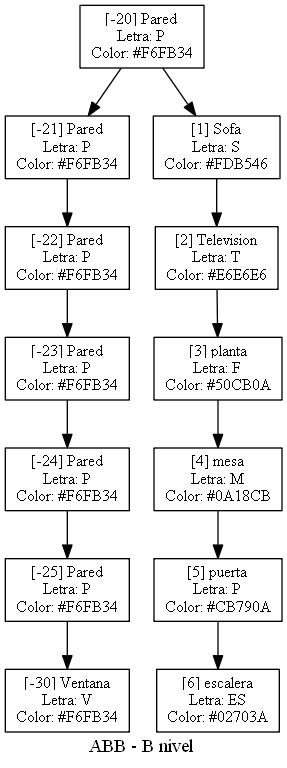 [-20] Pared
Letra: P
Color: #F6FB34
[-21] Pared
Letra: P
Color: #F6FB34
[1] Sofa
Letra: S
Color: #FDB546
[-22] Pared
Letra: P
Color: #F6FB34
[2] Television
Letra: T
Color: #E6E6E6
[-23] Pared
Letra: P
Color: #F6FB34
[3] planta
Letra: F
Color: #50CB0A
[-24] Pared
Letra: P
Color: #F6FB34
[4] mesa
Letra: M
Color: #0A18CB
[-25] Pared
Letra: P
Color: #F6FB34
[5] puerta
Letra: P
Color: #CB790A
[-30] Ventana
Letra: V
Color: #F6FB34
[6] escalera
Letra: ES
Color: #02703A
ABB - B nivel